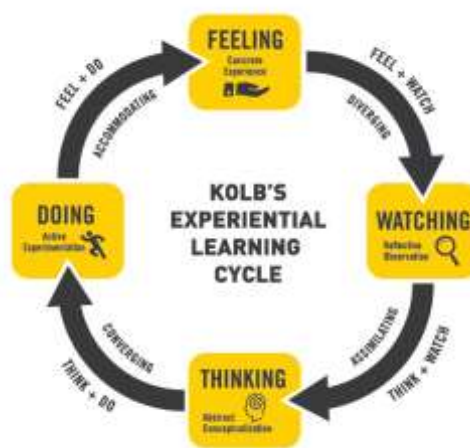 FEELING
Concrete
Experience
FEEL + WATCH
DIVERGING
WATCHING
Reflective
Observation
ASSIMILATING
THINK + WATCH
THINKING
Abstract
Conceptualization
CONVERGING
THINK + DO
DOING
Active
Experimentation
ACCOMMODATING
FEEL + DO
KOLB'S
EXPERIENTIAL
LEARNING
CYCLE